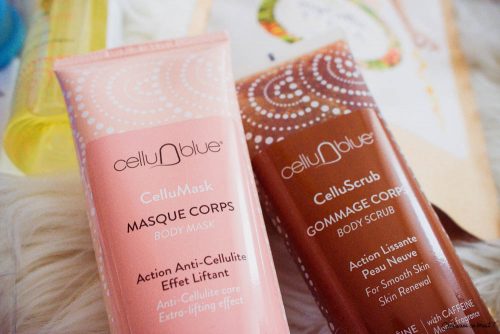 cellublue®
CelluMask
MASQUE CORPS
BODY MASK
Action Anti-Cellulite
Effet Liftant
Anti-Cellulite care
Extra-lifting effect
cellublue®
CelluScrub
GOMMAGE CORPS
BODY SCRUB
Action Lissante
Peau Neuve
For Smooth Skin
Skin Renewal
with CAFFEINE